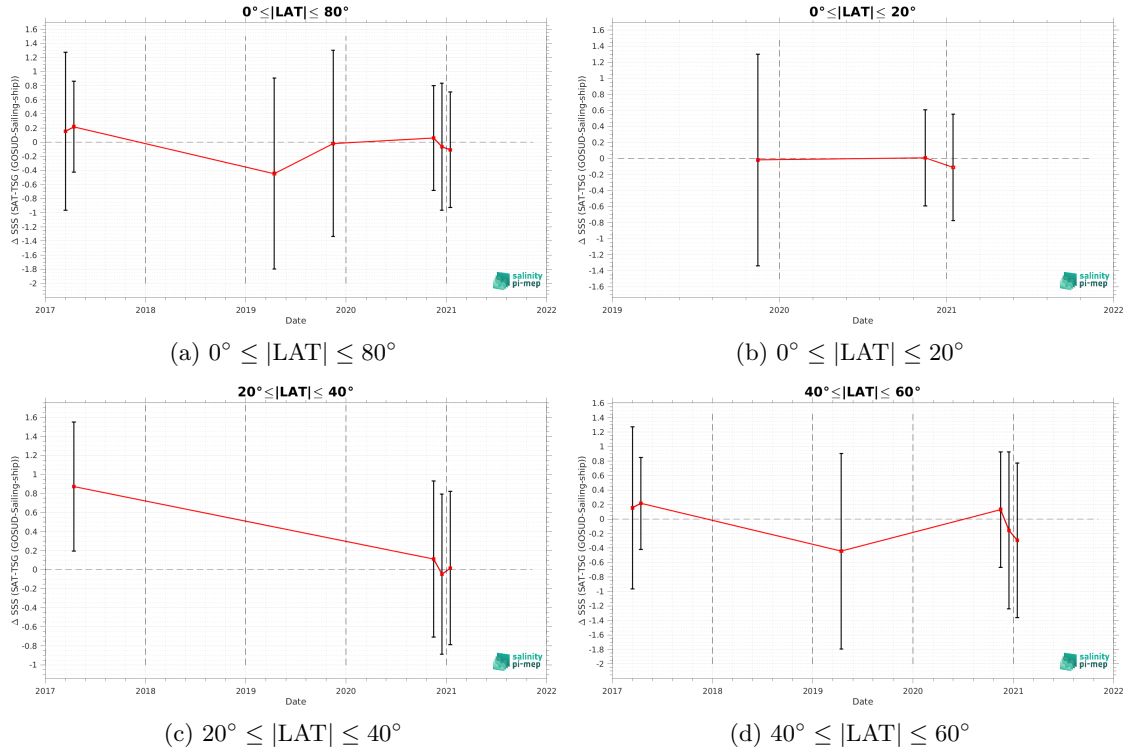 0°≤|LAT|≤ 80°
1.6
1.4
1.2
1
0.8
0.6
0.4
0.2
0
-0.2
-0.4
-0.6
-0.8
-1
-1.2
-1.4
-1.6
-1.8
-2
Δ SSS (SAT-TSG (GOSUD-Sailing-ship))
salinity
pi-mep
2017 2018 2019 2020 2021 2022
Date
(a) 0° ≤ |LAT| ≤ 80°
0°≤|LAT|≤ 20°
1.6
1.4
1.2
1
0.8
0.6
0.4
0.2
0
-0.2
-0.4
-0.6
-0.8
-1
-1.2
-1.4
-1.6
Δ SSS (SAT-TSG (GOSUD-Sailing-ship))
salinity
pi-mep
2019 2020 2021 2022
Date
(b) 0° ≤ |LAT| ≤ 20°
20°≤|LAT|≤ 40°
1.6
1.4
1.2
1
0.8
0.6
0.4
0.2
0
-0.2
-0.4
-0.6
-0.8
-1
Δ SSS (SAT-TSG (GOSUD-Sailing-ship))
salinity
pi-mep
2017 2018 2019 2020 2021 2022
Date
(c) 20° ≤ |LAT| ≤ 40°
40°≤|LAT|≤ 60°
1.6
1.4
1.2
1
0.8
0.6
0.4
0.2
0
-0.2
-0.4
-0.6
-0.8
-1
-1.2
-1.4
-1.6
-1.8
-2
Δ SSS (SAT-TSG (GOSUD-Sailing-ship))
salinity
pi-mep
2017 2018 2019 2020 2021 2022
Date
(d) 40° ≤ |LAT| ≤ 60°